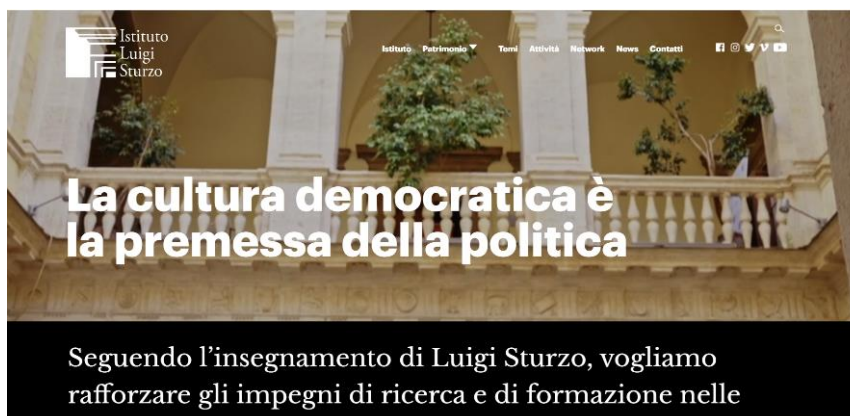 Istituto
Luigi
Sturzo
Istituto Patrimonio Temi Attività Network News Contatti
La cultura democratica è
la premessa della politica
Seguendo l’insegnamento di Luigi Sturzo, vogliamo
rafforzare gli impegni di ricerca e di formazione nelle